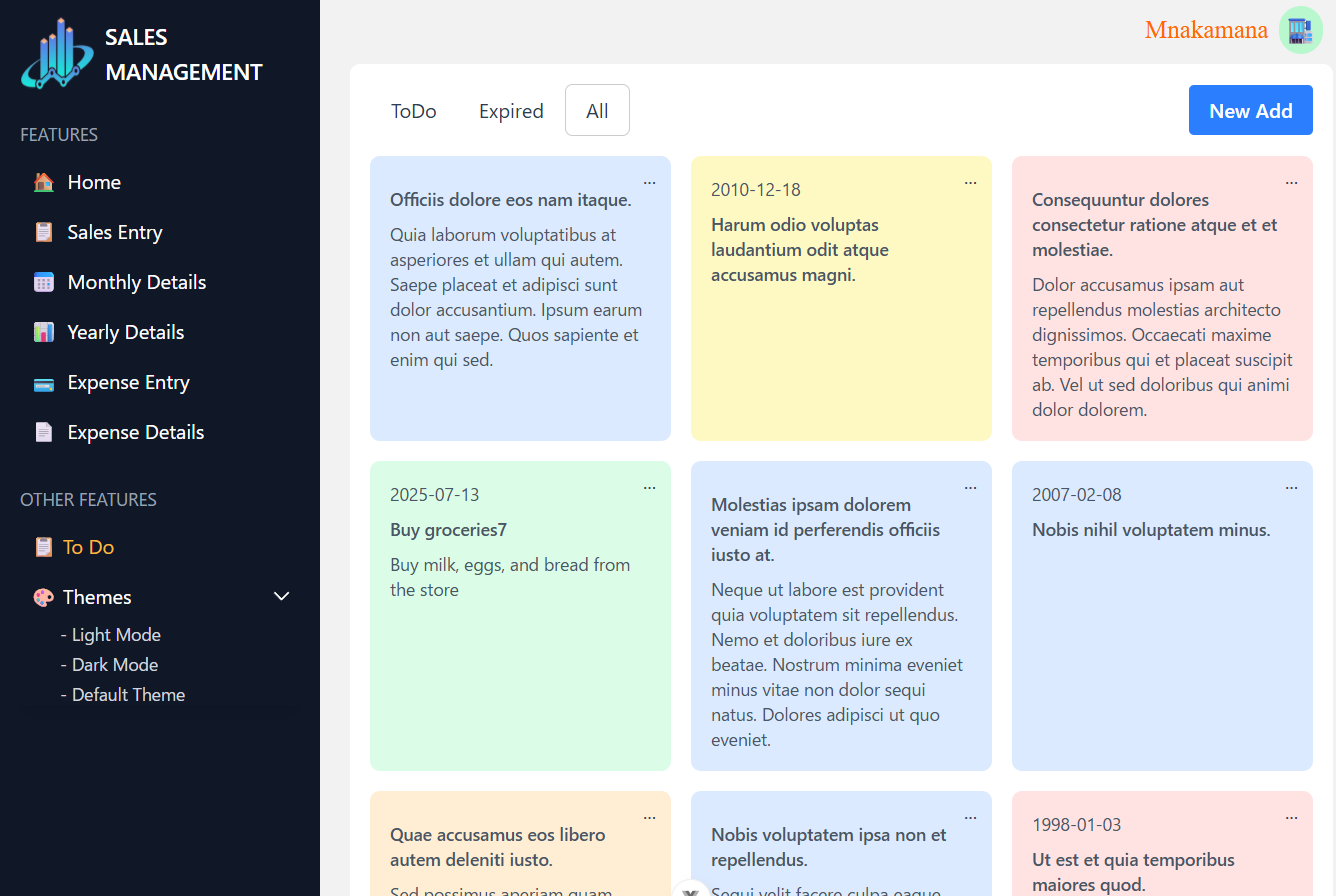 SALES
MANAGEMENT
FEATURES
Home
Sales Entry
Monthly Details
Yearly Details
Expense Entry
Expense Details
OTHER FEATURES
To Do
Themes
- Light Mode
- Dark Mode
- Default Theme
Mnakamana
ToDo
Expired
All
New Add
...
Officiis dolore eos nam itaque.
Quia laborum voluptatibus at
asperiores et ullam qui autem.
Saepe placeat et adipisci sunt
dolor accusantium. Ipsum earum
non aut saepe. Quos sapiente et
enim qui sed.
...
2010-12-18
Harum odio voluptas
laudantium odit atque
accusamus magni.
...
Consequuntur dolores
consectetur ratione atque et et
molestiae.
Dolor accusamus ipsam aut
repellendus molestias architecto
dignissimos. Occaecati maxime
temporibus qui et placeat suscipit
ab. Vel ut sed doloribus qui animi
dolor dolorem.
...
2025-07-13
Buy groceries7
Buy milk, eggs, and bread from
the store
...
Molestias ipsam dolorem
veniam id perferendis officiis
iusto at.
Neque ut labore est provident
quia voluptatem sit repellendus.
Nemo et doloribus iure ex
beatae. Nostrum minima eveniet
minus vitae non dolor sequi
natus. Dolores adipisci ut quo
eveniet.
...
2007-02-08
Nobis nihil voluptatem minus.
...
Quae accusamus eos libero
autem deleniti iusto.
Sed possimus aperiam quam
...
Nobis voluptatem ipsa non et
repellendus.
Sequi velit facere culpa eaque
...
1998-01-03
Ut est et quia temporibus
maiores quod.